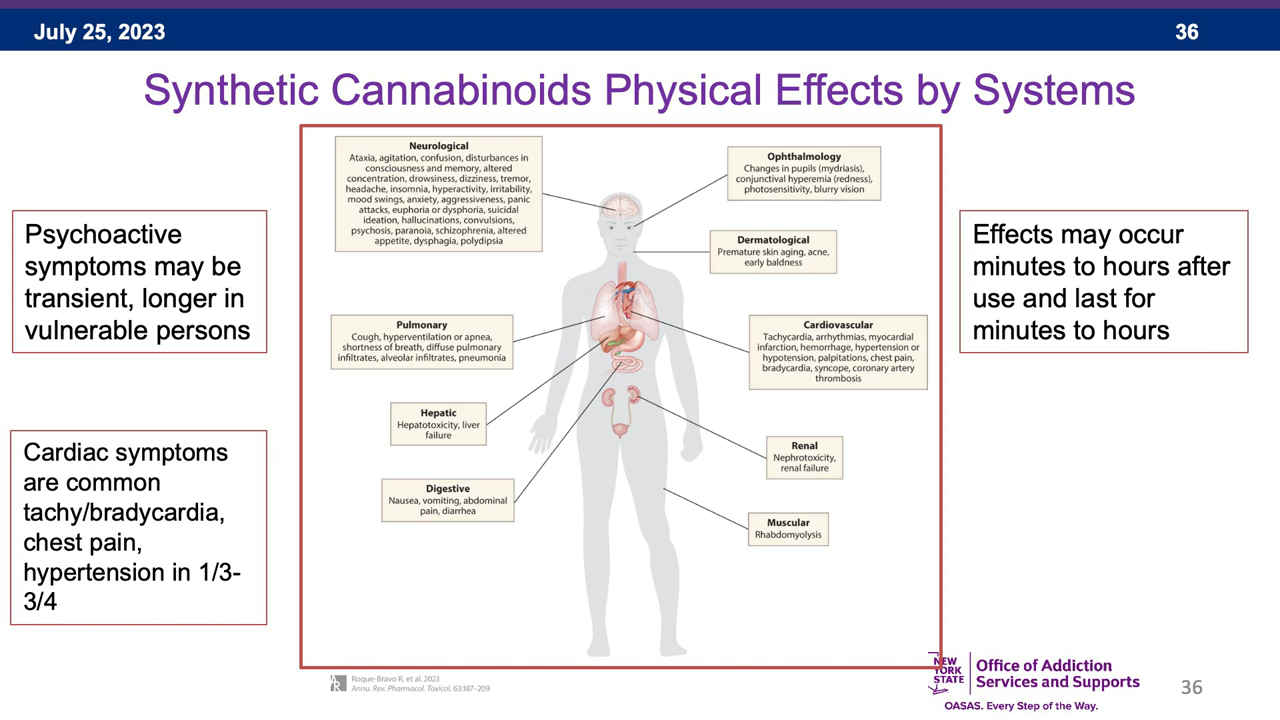 July 25, 2023
36
Synthetic Cannabinoids Physical Effects by Systems
Psychoactive
symptoms may be
transient, longer in
vulnerable persons
Cardiac symptoms
are common
tachy/bradycardia,
chest pain,
hypertension in 1/3-
3/4
Neurological
Ataxia, agitation, confusion, disturbances in
consciousness and memory, altered
concentration, drowsiness, dizziness, tremor,
headache, insomnia, hyperactivity, irritability,
mood swings, anxiety, aggressiveness, panic
attacks, euphoria or dysphoria, suicidal
ideation, hallucinations, convulsions,
psychosis, paranoia, schizophrenia, altered
appetite, dysphagia, polydipsia
Pulmonary
Cough, hyperventilation or apnea,
shortness of breath, diffuse pulmonary
infiltrates, alveolar infiltrates, pneumonia
Hepatic
Hepatotoxicity, liver
failure
Digestive
Nausea, vomiting, abdominal
pain, diarrhea
Ophthalmology
Changes in pupils (mydriasis),
conjunctival hyperemia (redness),
photosensitivity, blurry vision
Dermatological
Premature skin aging, acne,
early baldness
Cardiovascular
Tachycardia, arrhythmias, myocardial
infarction, hemorrhage, hypertension or
hypotension, palpitations, chest pain,
bradycardia, syncope, coronary artery
thrombosis
Renal
Nephrotoxicity,
renal failure
Muscular
Rhabdomyolysis
Effects may occur
minutes to hours after
use and last for
minutes to hours
AR
Roque-Bravo R, et al. 2023
Annu. Rev. Pharmacol. Toxicol. 63:187–209
NEW
YORK
STATE
Office of Addiction
Services and Supports
OASAS. Every Step of the Way.
36